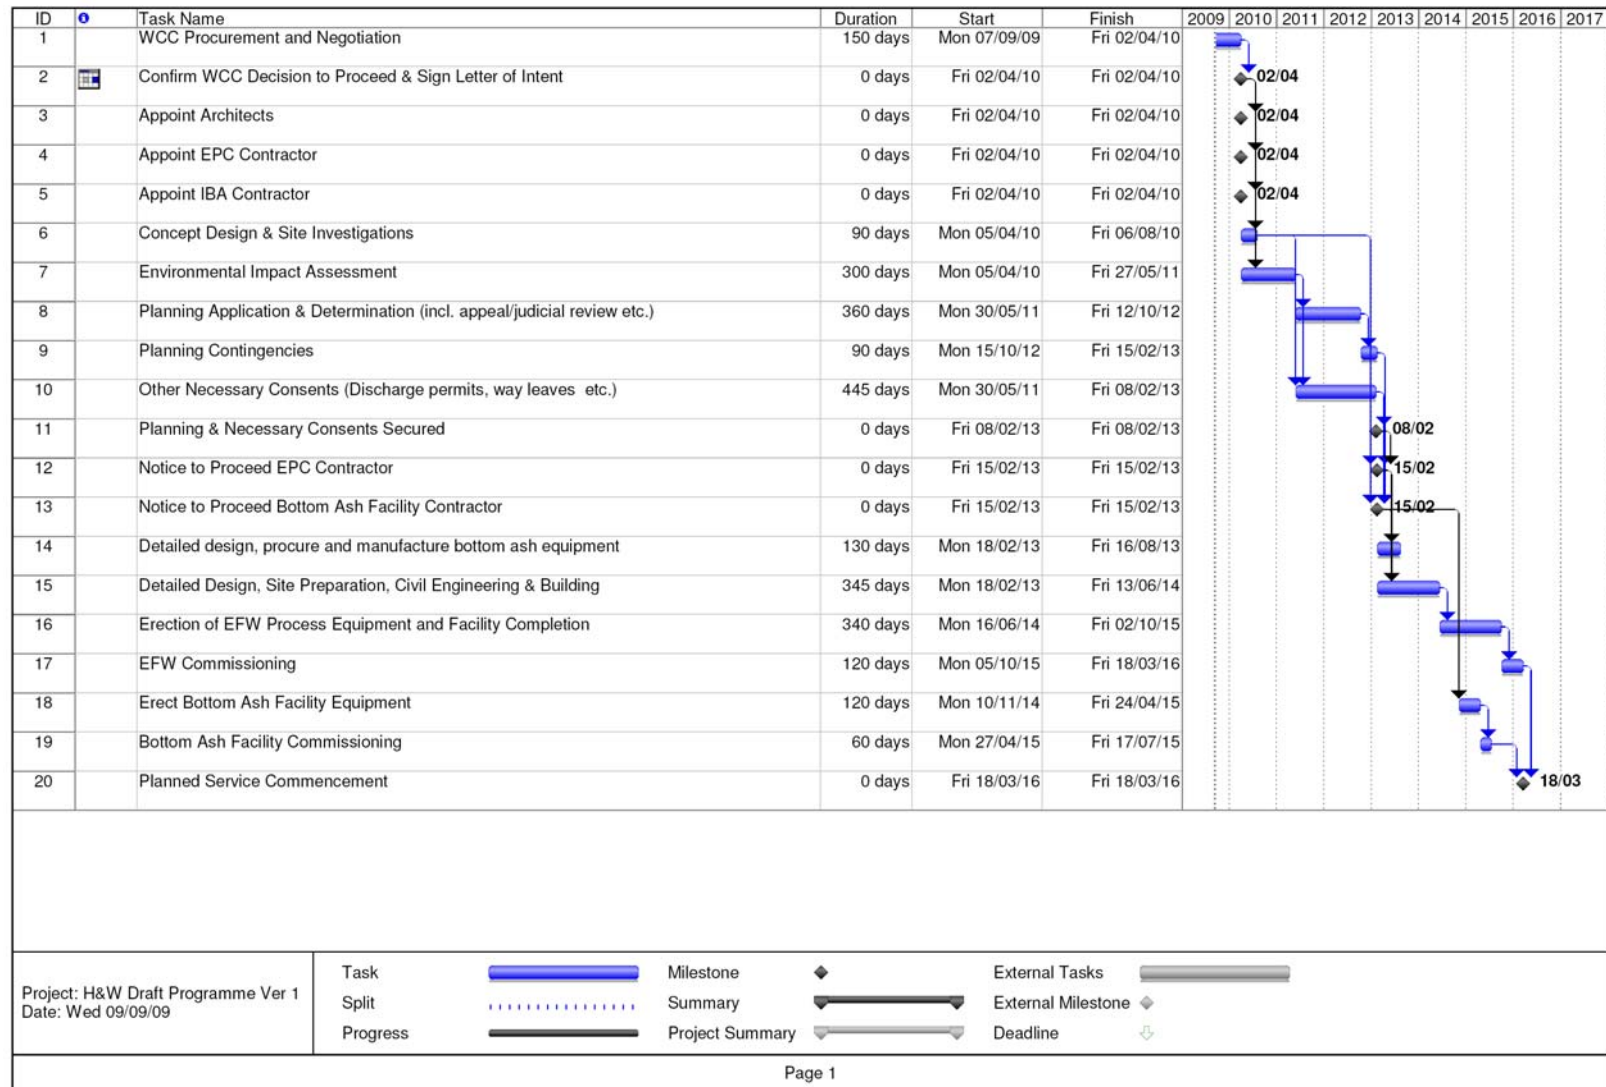 ID Task Name Duration Start Finish 2009 2010 2011 2012 2013 2014 2015 2016 2017
1 WCC Procurement and Negotiation 150 days Mon 07/09/09 Fri 02/04/10
2 Confirm WCC Decision to Proceed & Sign Letter of Intent 0 days Fri 02/04/10 Fri 02/04/10 02/04
3 Appoint Architects 0 days Fri 02/04/10 Fri 02/04/10 02/04
4 Appoint EPC Contractor 0 days Fri 02/04/10 Fri 02/04/10 02/04
5 Appoint IBA Contractor 0 days Fri 02/04/10 Fri 02/04/10 02/04
6 Concept Design & Site Investigations 90 days Mon 05/04/10 Fri 06/08/10
7 Environmental Impact Assessment 300 days Mon 05/04/10 Fri 27/05/11
8 Planning Application & Determination (incl. appeal/judicial review etc.) 360 days Mon 30/05/11 Fri 12/10/12
9 Planning Contingencies 90 days Mon 15/10/12 Fri 15/02/13
10 Other Necessary Consents (Discharge permits, way leaves etc.) 445 days Mon 30/05/11 Fri 08/02/13
11 Planning & Necessary Consents Secured 0 days Fri 08/02/13 Fri 08/02/13 08/02
12 Notice to Proceed EPC Contractor 0 days Fri 15/02/13 Fri 15/02/13 15/02
13 Notice to Proceed Bottom Ash Facility Contractor 0 days Fri 15/02/13 Fri 15/02/13 15/02
14 Detailed design, procure and manufacture bottom ash equipment 130 days Mon 18/02/13 Fri 16/08/13
15 Detailed Design, Site Preparation, Civil Engineering & Building 345 days Mon 18/02/13 Fri 13/06/14
16 Erection of EFW Process Equipment and Facility Completion 340 days Mon 16/06/14 Fri 02/10/15
17 EFW Commissioning 120 days Mon 05/10/15 Fri 18/03/16
18 Erect Bottom Ash Facility Equipment 120 days Mon 10/11/14 Fri 24/04/15
19 Bottom Ash Facility Commissioning 60 days Mon 27/04/15 Fri 17/07/15
20 Planned Service Commencement 0 days Fri 18/03/16 Fri 18/03/16 18/03
Project: H&W Draft Programme Ver 1
Date: Wed 09/09/09
Task Milestone External Tasks
Split Summary External Milestone
Progress Project Summary Deadline
Page 1